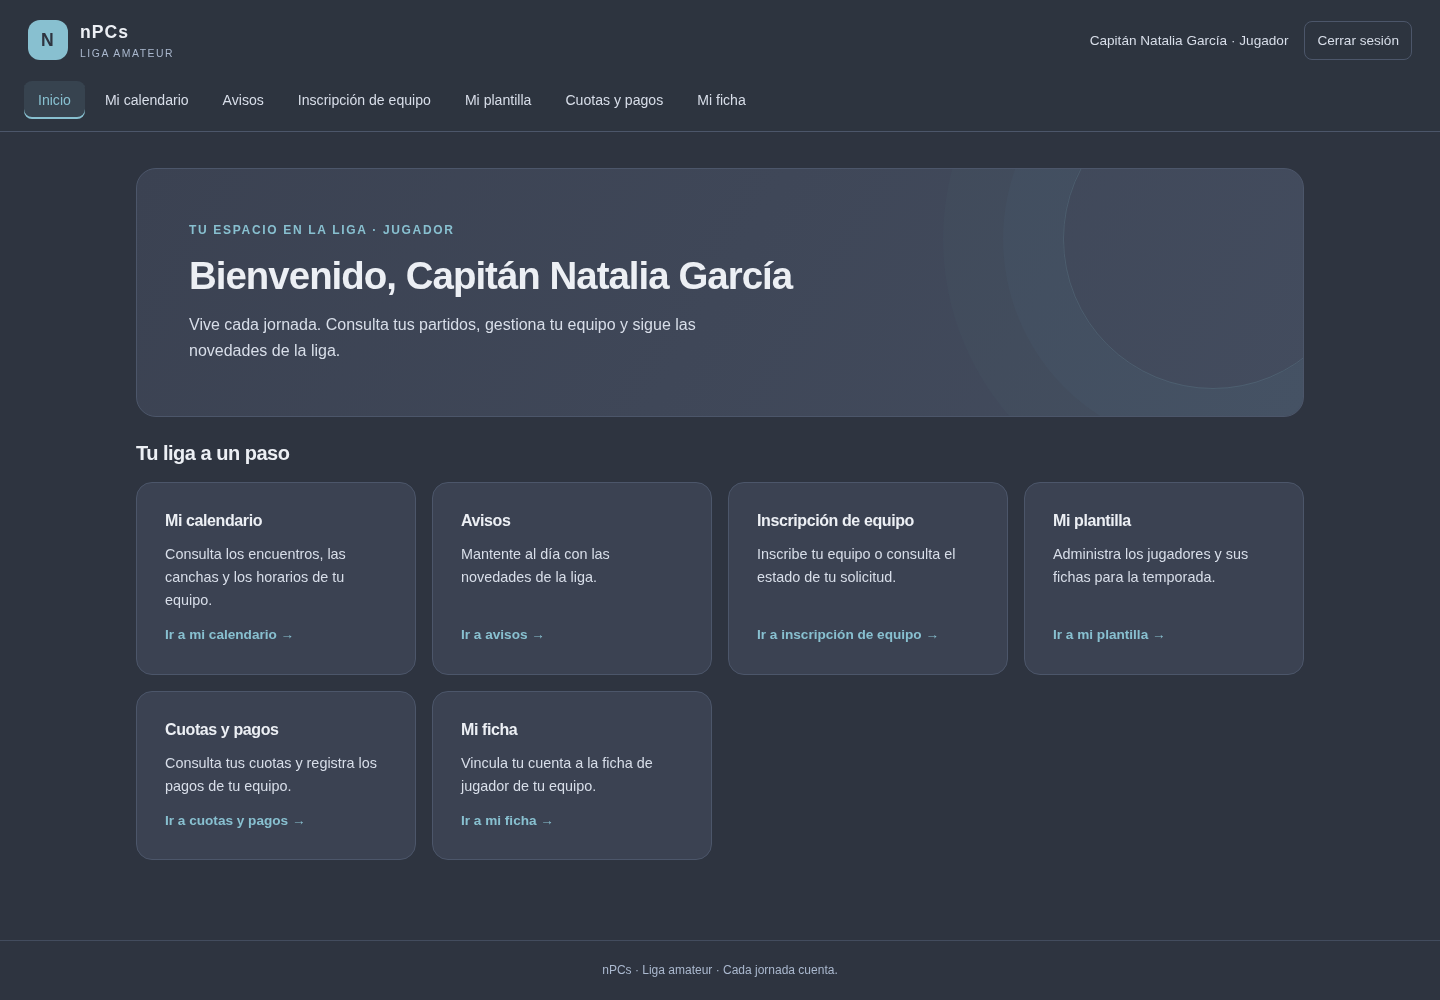 N
nPCs
LIGA AMATEUR
Capitán Natalia García · Jugador
Cerrar sesión
Inicio
Mi calendario
Avisos
Inscripción de equipo
Mi plantilla
Cuotas y pagos
Mi ficha
TU ESPACIO EN LA LIGA · JUGADOR
Bienvenido, Capitán Natalia García
Vive cada jornada. Consulta tus partidos, gestiona tu equipo y sigue las
novedades de la liga.
Tu liga a un paso
Mi calendario
Consulta los encuentros, las
canchas y los horarios de tu
equipo.
Ir a mi calendario →
Avisos
Mantente al día con las
novedades de la liga.
Ir a avisos →
Inscripción de equipo
Inscribe tu equipo o consulta el
estado de tu solicitud.
Ir a inscripción de equipo →
Mi plantilla
Administra los jugadores y sus
fichas para la temporada.
Ir a mi plantilla →
Cuotas y pagos
Consulta tus cuotas y registra los
pagos de tu equipo.
Ir a cuotas y pagos →
Mi ficha
Vincula tu cuenta a la ficha de
jugador de tu equipo.
Ir a mi ficha →
nPCs · Liga amateur · Cada jornada cuenta.